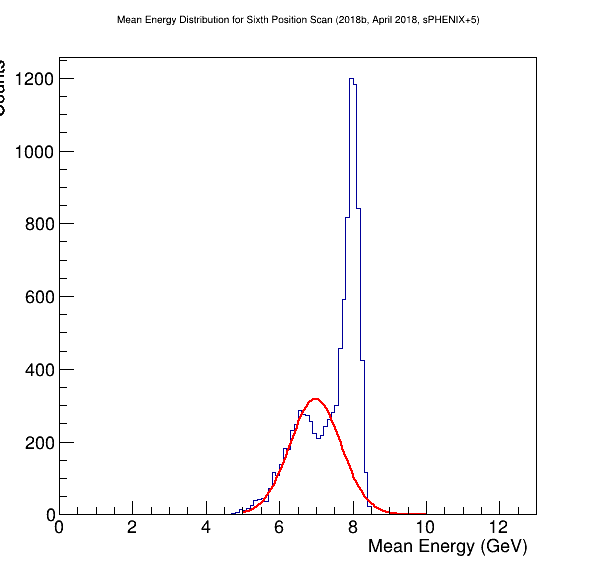 Mean Energy Distribution for Sixth Position Scan (2018b, April 2018, sPHENIX+5)
Counts
1200
1000
800
600
400
200
0
0 2 4 6 8 10 12
Mean Energy (GeV)